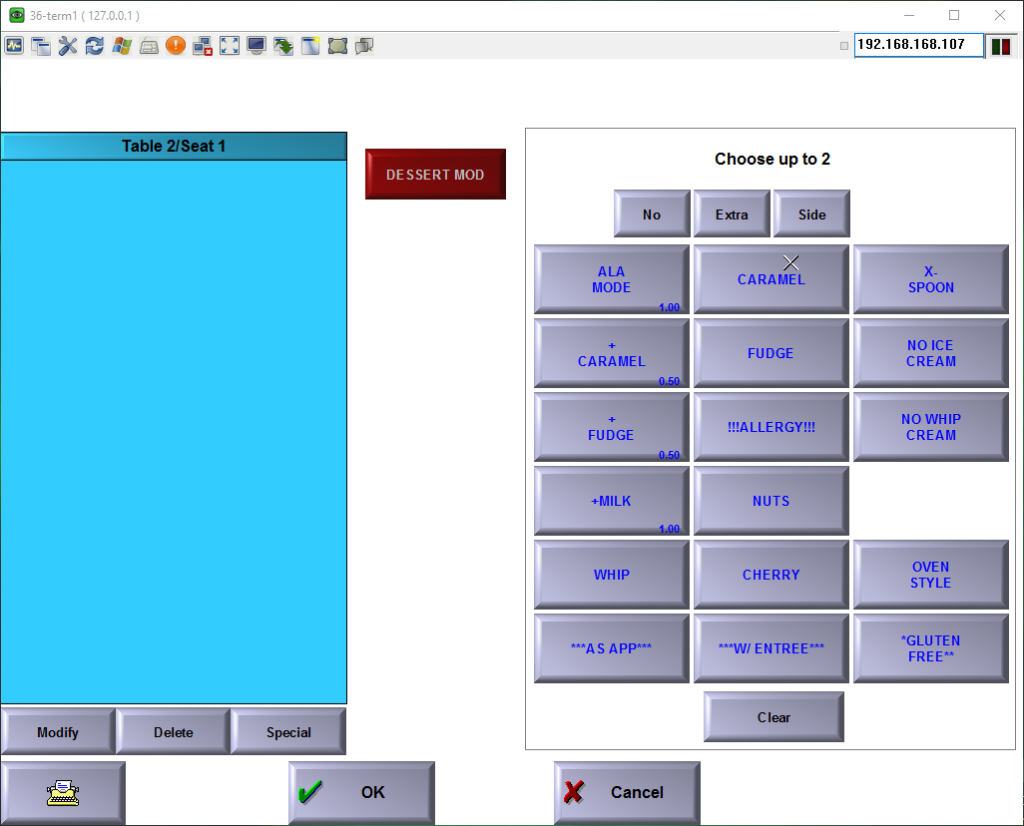 36-term1 ( 127.0.0.1 )
192.168.168.107
Table 2/Seat 1
DESSERT MOD
Choose up to 2
No
Extra
Side
ALA
MODE
1.00
CARAMEL
X-
SPOON
+
CARAMEL
0.50
FUDGE
NO ICE
CREAM
+
FUDGE
0.50
!!!ALLERGY!!!
NO WHIP
CREAM
+MILK
1.00
NUTS
WHIP
CHERRY
OVEN
STYLE
***AS APP***
***W/ ENTREE***
*GLUTEN
FREE**
Clear
Modify
Delete
Special
OK
Cancel